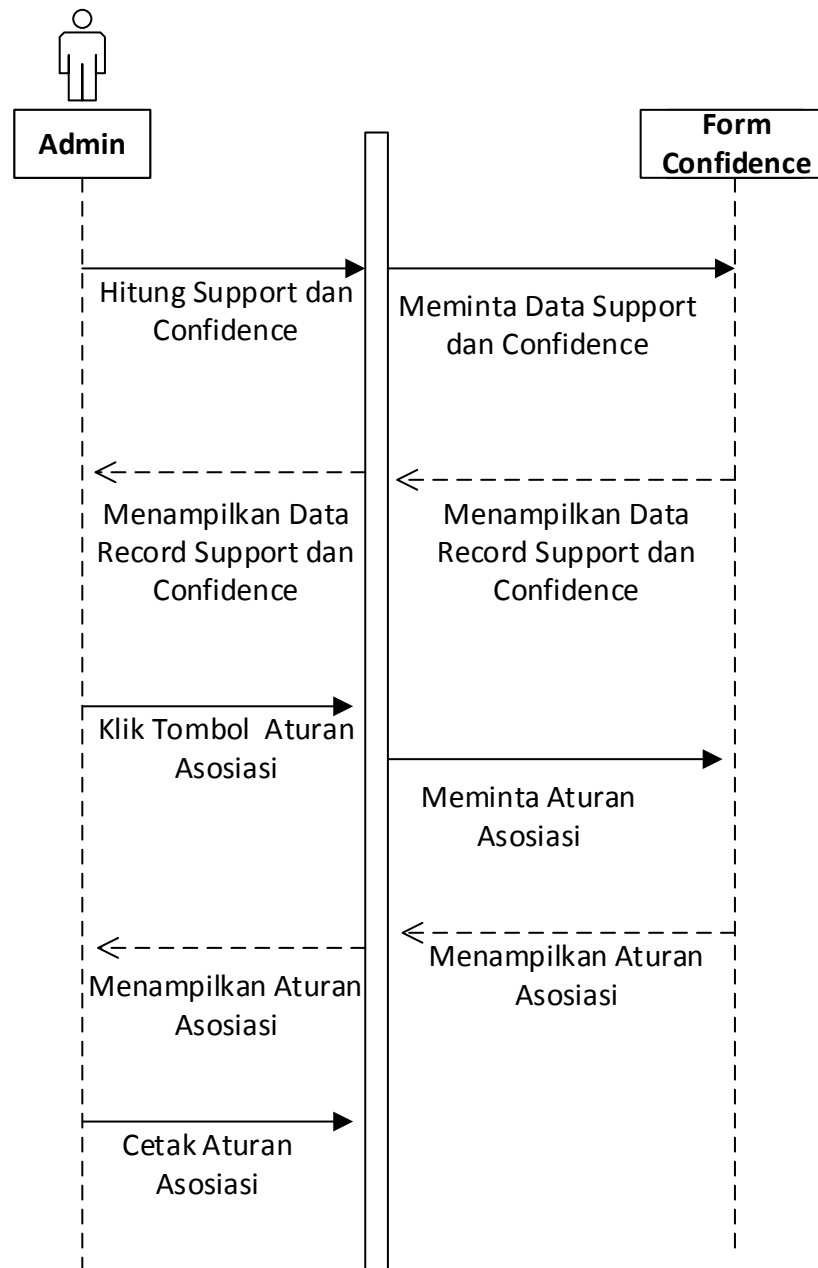 Admin
Form
Confidence
Hitung Support dan
Confidence
Meminta Data Support
dan Confidence
Menampilkan Data
Record Support dan
Confidence
Menampilkan Data
Record Support dan
Confidence
Klik Tombol  Aturan
Asosiasi
Meminta Aturan
Asosiasi
Menampilkan Aturan
Asosiasi
Menampilkan Aturan
Asosiasi
Cetak Aturan
Asosiasi